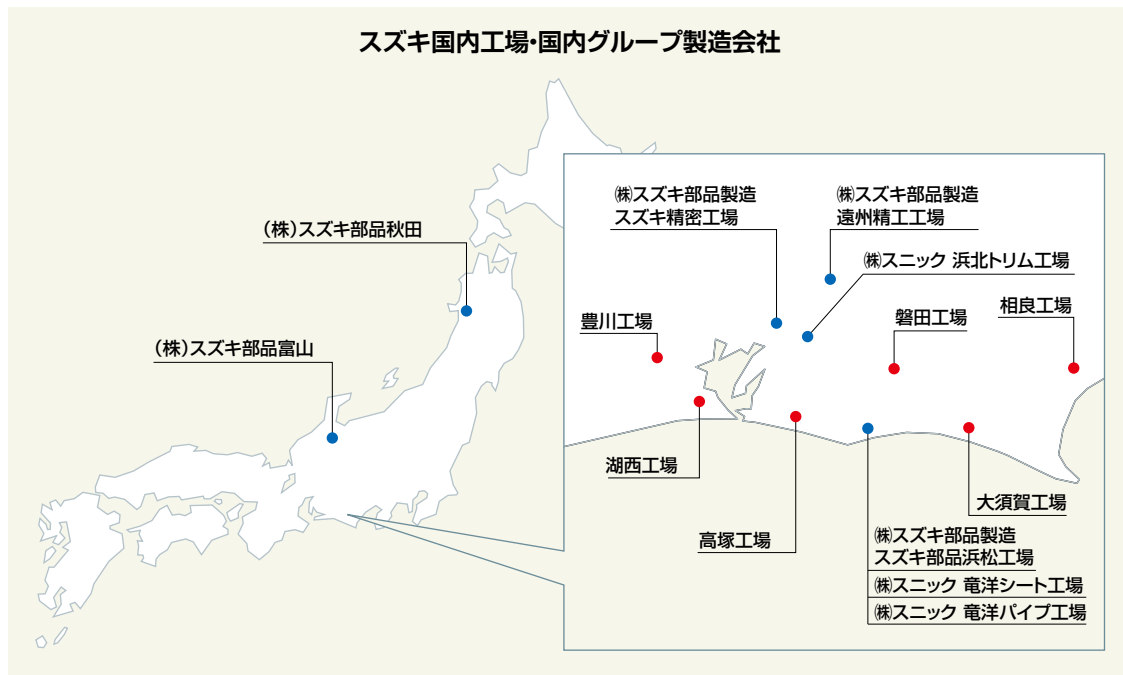 スズキ国内工場・国内グループ製造会社
(株)スズキ部品秋田
(株)スズキ部品富山
㈱スズキ部品製造
スズキ精密工場
㈱スズキ部品製造
遠州精工工場
㈱スニック 浜北トリム工場
豊川工場
磐田工場
相良工場
湖西工場
高塚工場
大須賀工場
㈱スズキ部品製造
スズキ部品浜松工場
㈱スニック 竜洋シート工場
㈱スニック 竜洋パイプ工場